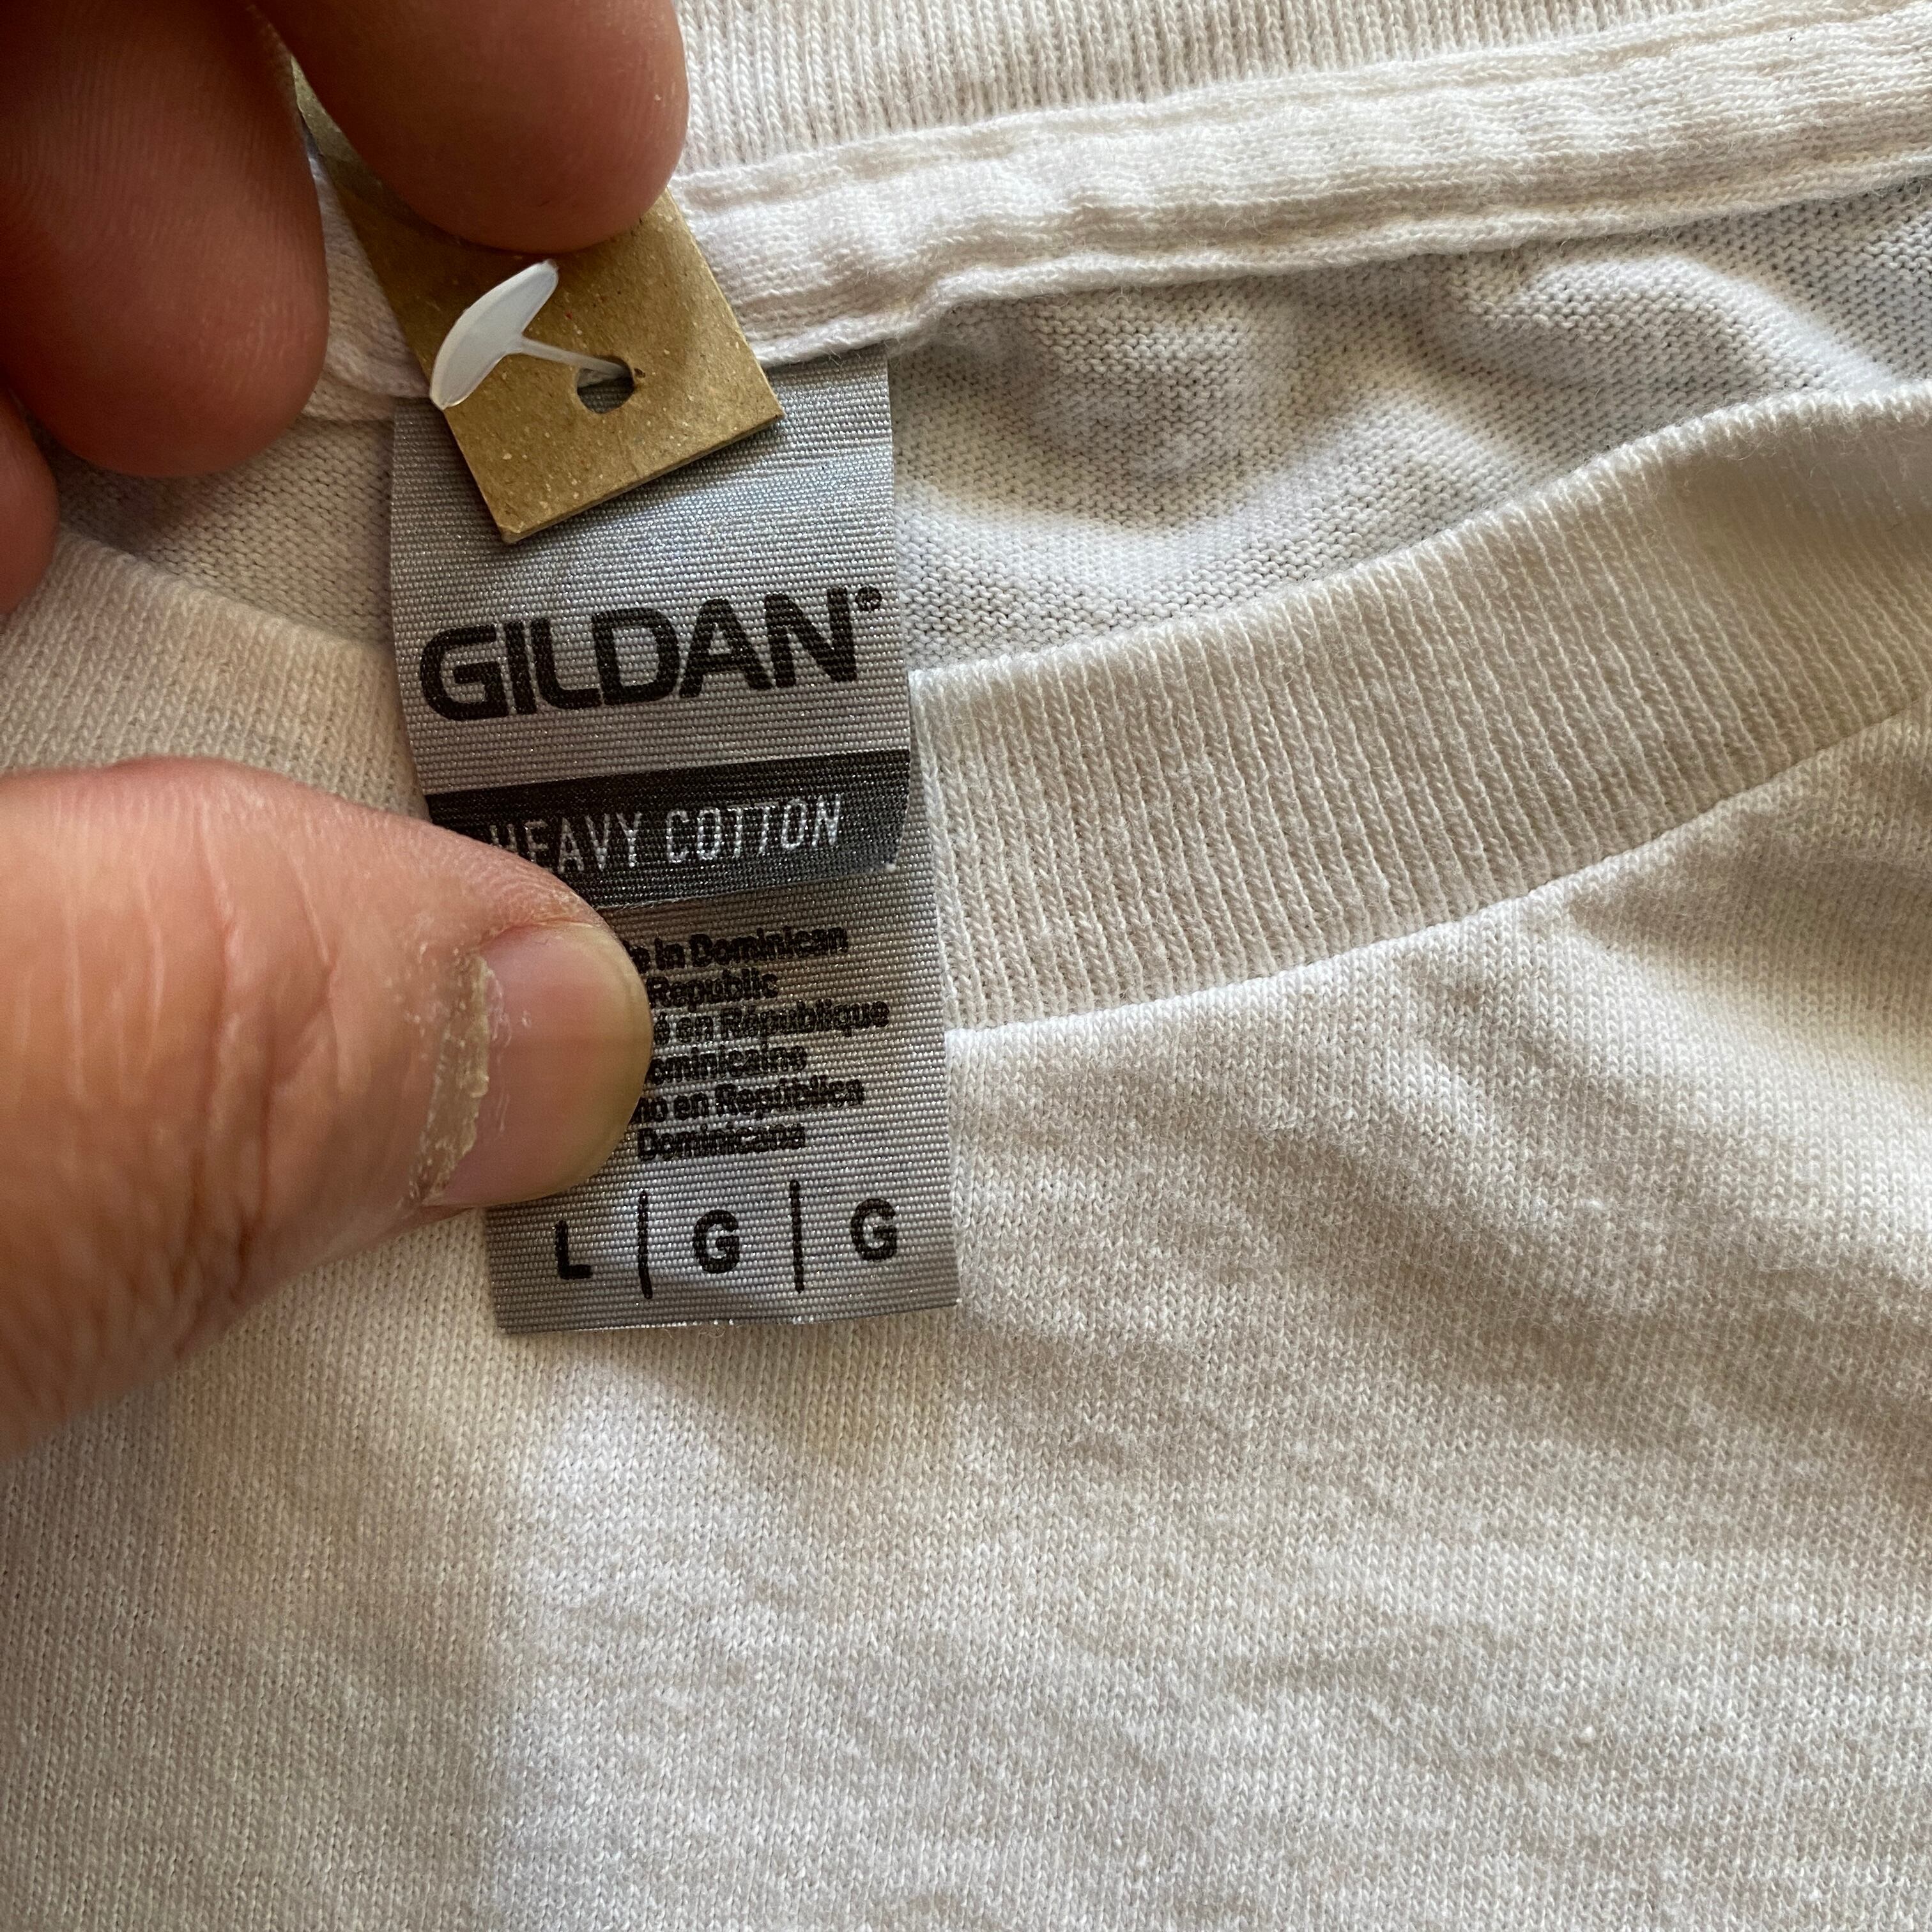 GILDAN®
HEAVY COTTON
in Dominican
Republic
en République
Dominicaine
en República
Dominicana
L | G | G